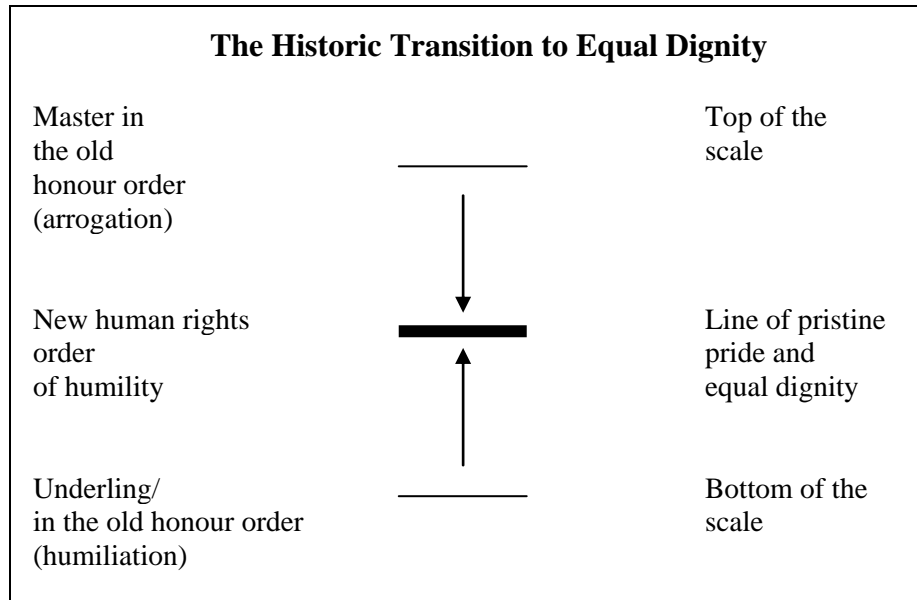 The Historic Transition to Equal Dignity
Master in
the old
honour order
(arrogation)
Top of the
scale
New human rights
order
of humility
Line of pristine
pride and
equal dignity
Underling/
in the old honour order
(humiliation)
Bottom of the
scale